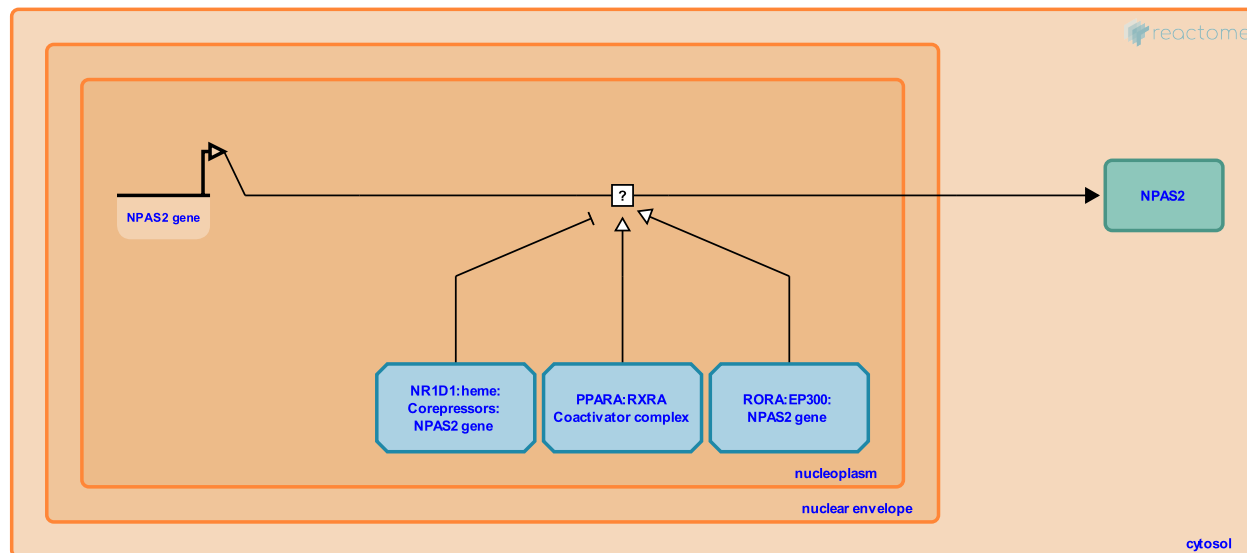 reactome
?
NPAS2
NPAS2 gene
NR1D1:heme:
Corepressors:
NPAS2 gene
PPARA:RXRA
Coactivator complex
RORA:EP300:
NPAS2 gene
nucleoplasm
nuclear envelope
cytosol